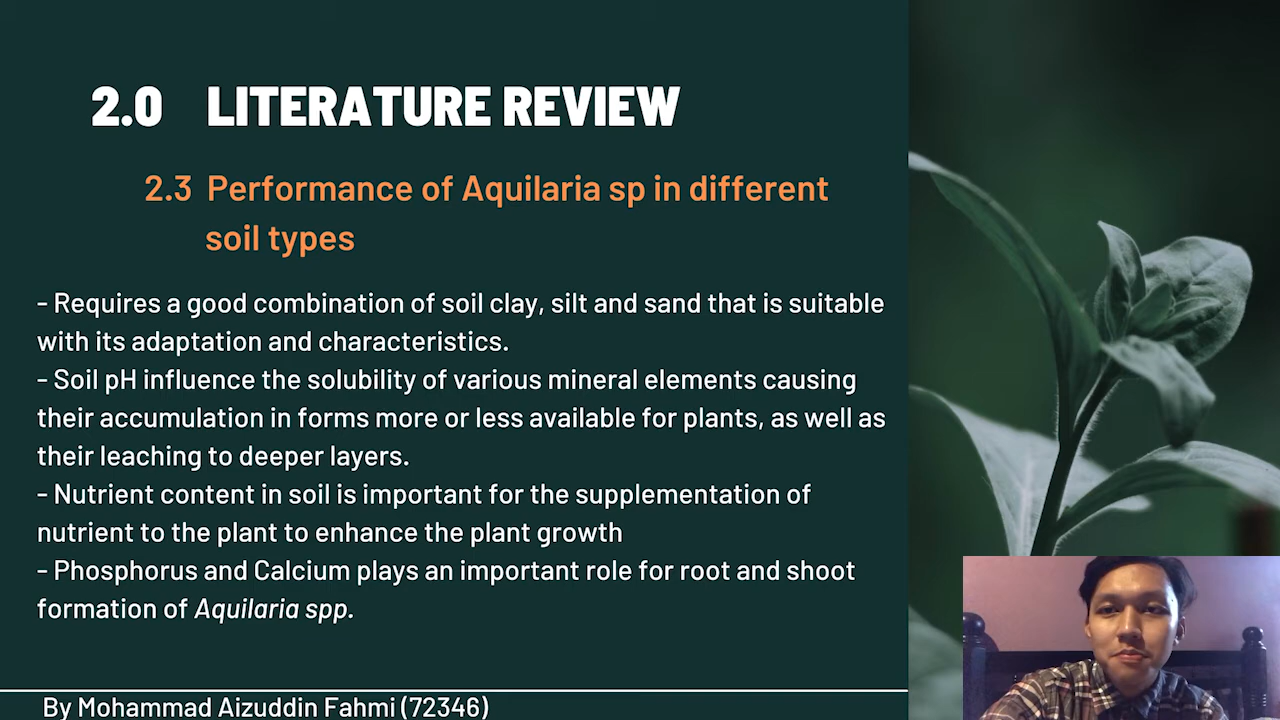 2.0 LITERATURE REVIEW
2.3 Performance of Aquilaria sp in different
soil types
- Requires a good combination of soil clay, silt and sand that is suitable
with its adaptation and characteristics.
- Soil pH influence the solubility of various mineral elements causing
their accumulation in forms more or less available for plants, as well as
their leaching to deeper layers.
- Nutrient content in soil is important for the supplementation of
nutrient to the plant to enhance the plant growth
- Phosphorus and Calcium plays an important role for root and shoot
formation of Aquilaria spp.
By Mohammad Aizuddin Fahmi (72346)